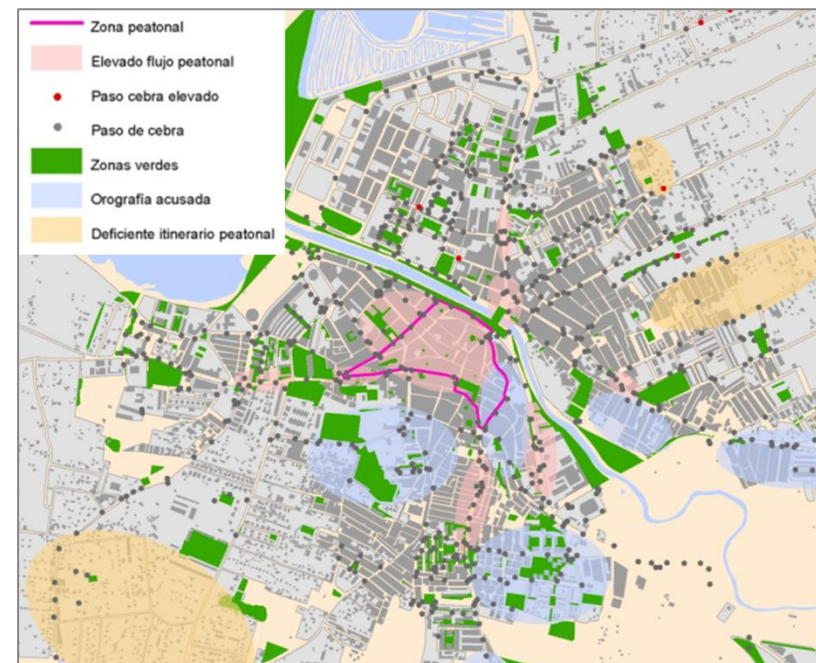 Zona peatonal
Elevado flujo peatonal
Paso cebra elevado
Paso de cebra
Zonas verdes
Orografía acusada
Deficiente itinerario peatonal